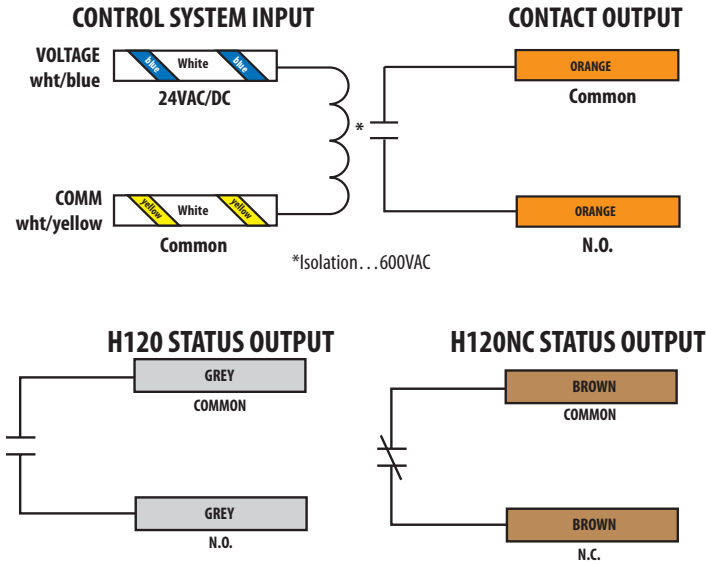 CONTROL SYSTEM INPUT
CONTACT OUTPUT
VOLTAGE
wht/blue
blue
White
blue
24VAC/DC
ORANGE
Common
*
COMM
wht/yellow
yellow
White
yellow
Common
ORANGE
N.O.
*Isolation...600VAC
H120 STATUS OUTPUT
H120NC STATUS OUTPUT
GREY
COMMON
BROWN
COMMON
GREY
N.O.
BROWN
N.C.